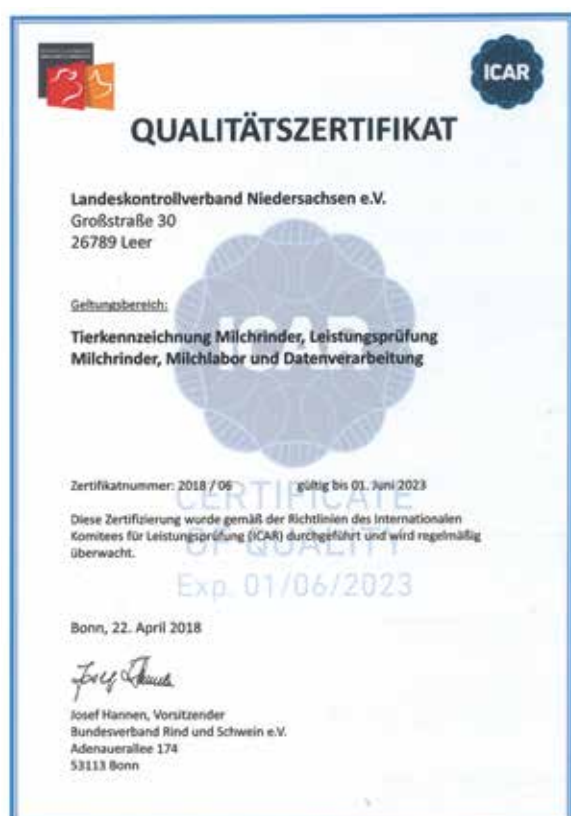 ICAR
QUALITÄTSZERTIFIKAT
Landeskontrollverband Niedersachsen e.V.
Großstraße 30
26789 Leer
Geltungsbereich:
ICAR
Tierkennzeichnung Milchrinder, Leistungsprüfung
Milchrinder, Milchlabor und Datenverarbeitung
Zertifikatnummer: 2018 / 06 gültig bis 01. Juni 2023
CERTIFICATE
Diese Zertifizierung wurde gemäß der Richtlinien des Internationalen
Komitees für Leistungsprüfung (ICAR) durchgeführt und wird regelmäßig
OF QUALITY
überwacht.
Exp. 01/06/2023
Bonn, 22. April 2018
Josef Hannen, Vorsitzender
Bundesverband Rind und Schwein e.V.
Adenauerallee 174
53113 Bonn